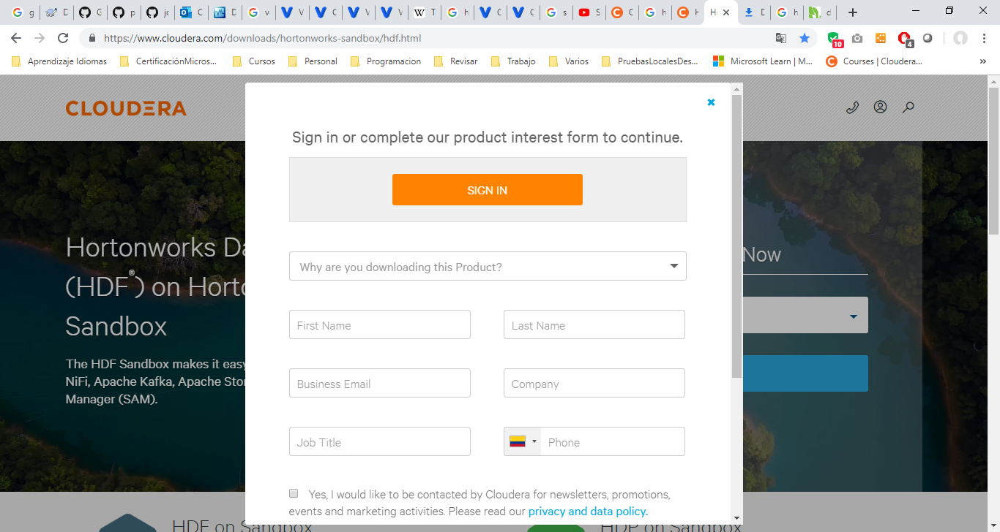 g
D
G
p
jo
C
D
v
V
C
V
V
T
h
C
C
s
S
C
h
H
H
D
h
d
https://www.cloudera.com/downloads/hortonworks-sandbox/hdf.html
10
4
Aprendizaje Idiomas
CertificaciónMicros...
Cursos
Personal
Programacion
Revisar
Trabajo
Varios
PruebasLocalesDes...
Microsoft Learn | M...
Courses | Cloudera...
»
CLOUDERA
Sign in or complete our product interest form to continue.
SIGN IN
Why are you downloading this Product?
First Name
Last Name
Business Email
Company
Job Title
Phone
Yes, I would like to be contacted by Cloudera for newsletters, promotions,
events and marketing activities. Please read our privacy and data policy.
Hortonworks Da
(HDF®) on Horto
Sandbox
The HDF Sandbox makes it easy
NiFi, Apache Kafka, Apache Stor
Manager (SAM).
Now
HDF on Sandbox
HDP on Sandbox